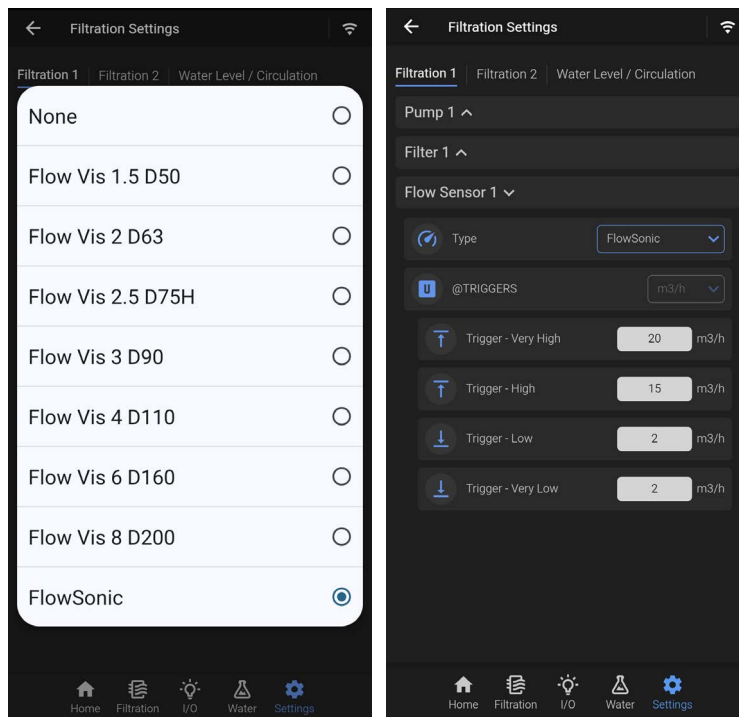 Filtration Settings
Filtration 1 Filtration 2 Water Level / Circulation
None
Flow Vis 1.5 D50
Flow Vis 2 D63
Flow Vis 2.5 D75H
Flow Vis 3 D90
Flow Vis 4 D110
Flow Vis 6 D160
Flow Vis 8 D200
FlowSonic
Home Filtration I/O Water Settings
Filtration Settings
Filtration 1 Filtration 2 Water Level / Circulation
Pump 1
Filter 1
Flow Sensor 1
Type FlowSonic
U @TRIGGERS m3/h
Trigger - Very High 20 m3/h
Trigger - High 15 m3/h
Trigger - Low 2 m3/h
Trigger - Very Low 2 m3/h
Home Filtration I/O Water Settings